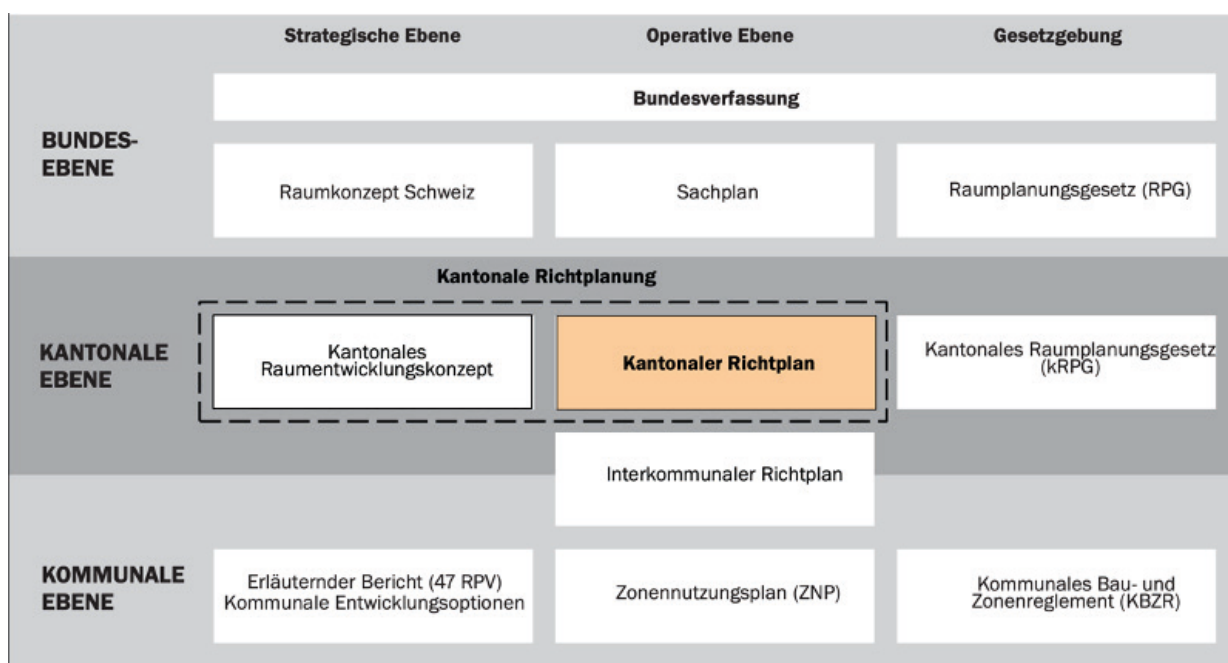 Strategische Ebene
Operative Ebene
Gesetzgebung
Bundesverfassung
BUNDES-
EBENE
Raumkonzept Schweiz
Sachplan
Raumplanungsgesetz (RPG)
Kantonale Richtplanung
KANTONALE
EBENE
Kantonales
Raumentwicklungskonzept
Kantonaler Richtplan
Kantonales Raumplanungsgesetz
(kRPG)
Interkommunaler Richtplan
KOMMUNALE
EBENE
Erläuternder Bericht (47 RPV)
Kommunale Entwicklungsoptionen
Zonennutzungsplan (ZNP)
Kommunales Bau- und
Zonenreglement (KBZR)